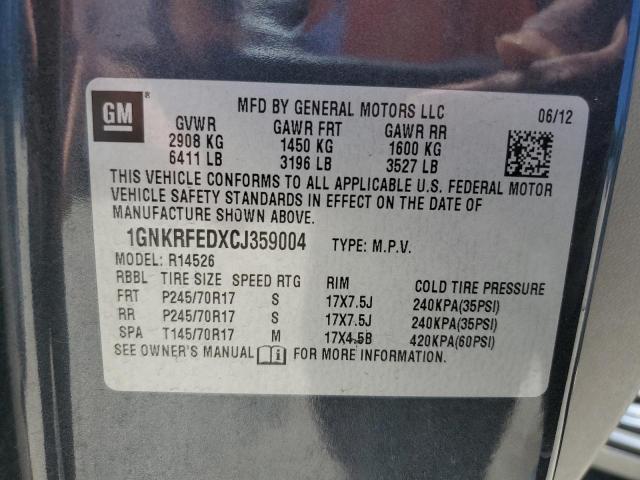 GM ® MFD BY GENERAL MOTORS LLC 06/12
GVWR GAWR FRT GAWR RR
2908 KG 1450 KG 1600 KG
6411 LB 3196 LB 3527 LB
THIS VEHICLE CONFORMS TO ALL APPLICABLE U.S. FEDERAL MOTOR
VEHICLE SAFETY STANDARDS IN EFFECT ON THE DATE OF
MANUFACTURE SHOWN ABOVE.
1GNKRFEDXCJ359004 TYPE: M.P.V.
MODEL: R14526
RBBL TIRE SIZE SPEED RTG RIM COLD TIRE PRESSURE
FRT P245/70R17 S 17X7.5J 240KPA(35PSI)
RR P245/70R17 S 17X7.5J 240KPA(35PSI)
SPA T145/70R17 M 17X4.5B 420KPA(60PSI)
SEE OWNER'S MANUAL FOR MORE INFORMATION.